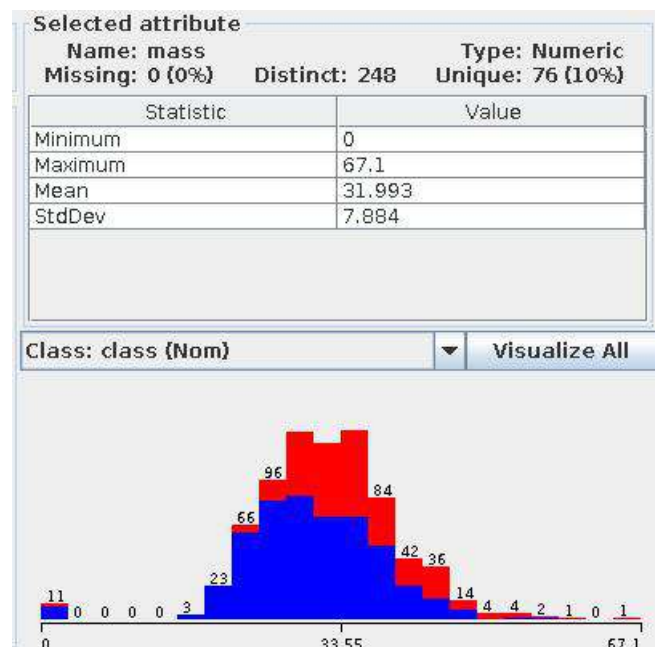 Selected attribute
Name: mass Type: Numeric
Missing: 0 (0%) Distinct: 248 Unique: 76 (10%)
Statistic Value
Minimum 0
Maximum 67.1
Mean 31.993
StdDev 7.884
Class: class (Nom) Visualize All
96
84
66
42 36
23
14
11 0 0 0 0 3 4 4 2 1 0 1
0 33.55 67.1